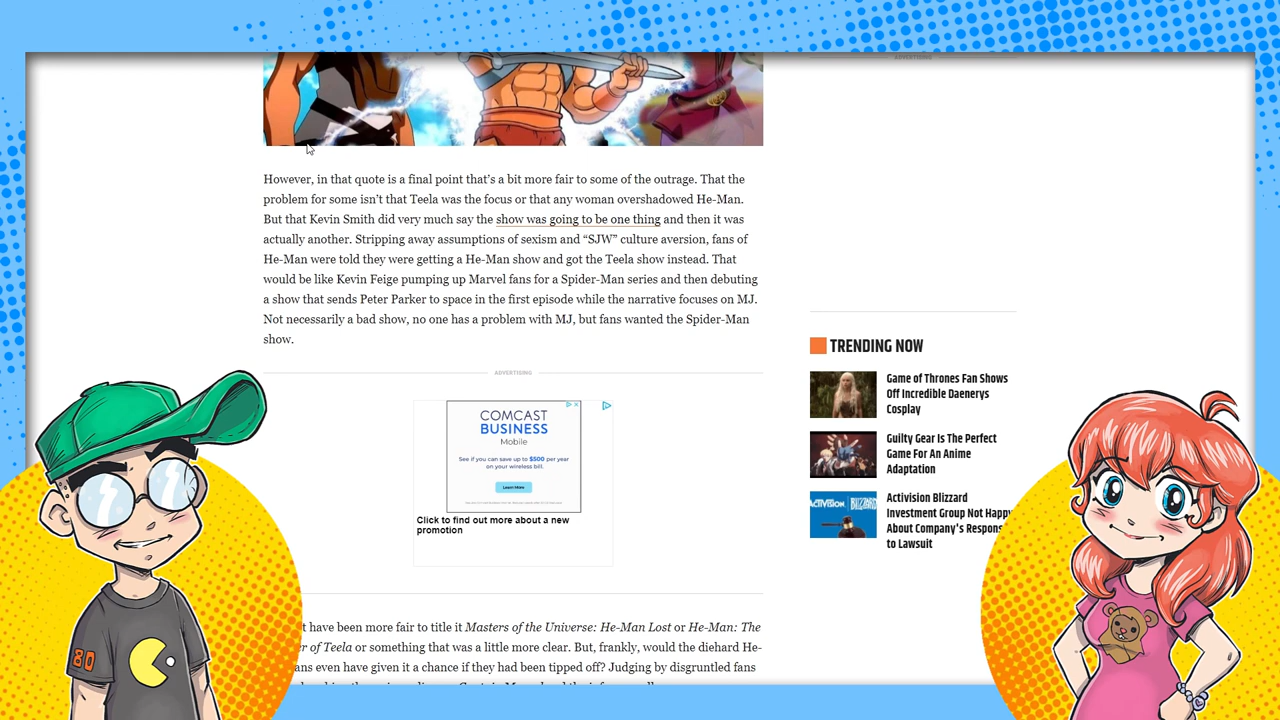 ADVERTISING
However, in that quote is a final point that’s a bit more fair to some of the outrage. That the
problem for some isn’t that Teela was the focus or that any woman overshadowed He-Man.
But that Kevin Smith did very much say the show was going to be one thing and then it was
actually another. Stripping away assumptions of sexism and “SJW” culture aversion, fans of
He-Man were told they were getting a He-Man show and got the Teela show instead. That
would be like Kevin Feige pumping up Marvel fans for a Spider-Man series and then debuting
a show that sends Peter Parker to space in the first episode while the narrative focuses on MJ.
Not necessarily a bad show, no one has a problem with MJ, but fans wanted the Spider-Man
show.
ADVERTISING
COMCAST
BUSINESS
Mobile
See if you can save up to $500 per year
on your wireless bill.
Learn More
Click to find out more about a new
promotion
TRENDING NOW
Game of Thrones Fan Shows
Off Incredible Daenerys
Cosplay
Guilty Gear Is The Perfect
Game For An Anime
Adaptation
Activision Blizzard
Investment Group Not Happy
About Company's Respons
to Lawsuit
t have been more fair to title it Masters of the Universe: He-Man Lost or He-Man: The
er of Teela or something that was a little more clear. But, frankly, would the diehard He-
ans even have given it a chance if they had been tipped off? Judging by disgruntled fans
80